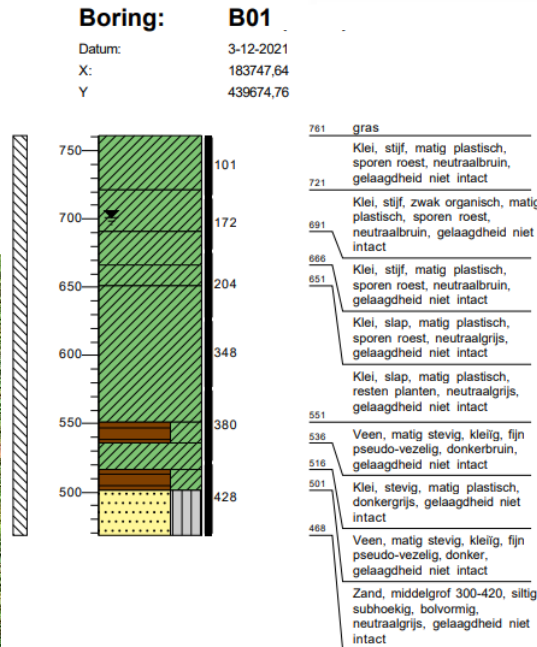 Boring: B01
Datum: 3-12-2021
X: 183747,64
Y 439674,76
761 gras
Klei, stijf, matig plastisch,
sporen roest, neutraalbruin,
gelaagdheid niet intact
721
Klei, stijf, zwak organisch, matig
plastisch, sporen roest,
neutraalbruin, gelaagdheid niet
intact
691
666
Klei, stijf, matig plastisch,
sporen roest, neutraalbruin,
gelaagdheid niet intact
651
Klei, slap, matig plastisch,
sporen roest, neutraalgrijs,
gelaagdheid niet intact
Klei, slap, matig plastisch,
resten planten, neutraalgrijs,
gelaagdheid niet intact
551
Veen, matig stevig, kleiïg, fijn
pseudo-vezelig, donkerbruin,
gelaagdheid niet intact
536
516
Klei, stevig, matig plastisch,
donkergrijs, gelaagdheid niet
intact
501
468
Veen, matig stevig, kleiïg, fijn
pseudo-vezelig, donker,
gelaagdheid niet intact
Zand, middelgrof 300-420, siltig,
subhoekig, bolvormig,
neutraalgrijs, gelaagdheid niet
intact
750
700
650
600
550
500
101
172
204
348
380
428